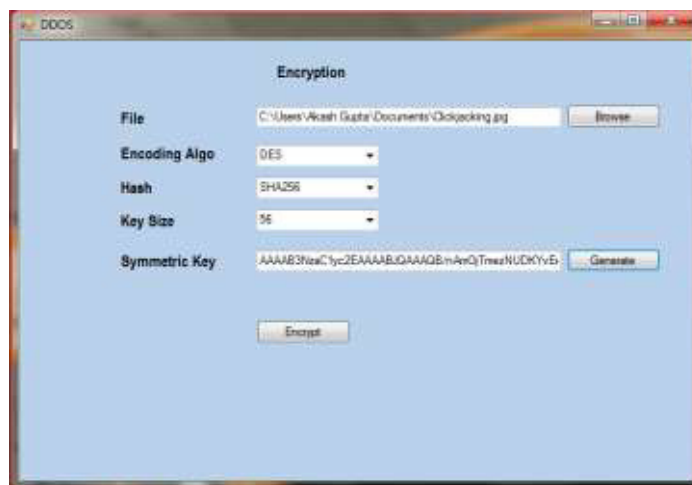 DDOS
Encryption
File C:\Users\Akash Gupta\Documents\Clickjacking.jpg Browse
Encoding Algo DES
Hash SHA256
Key Size 56
Symmetric Key Generate
Encrypt